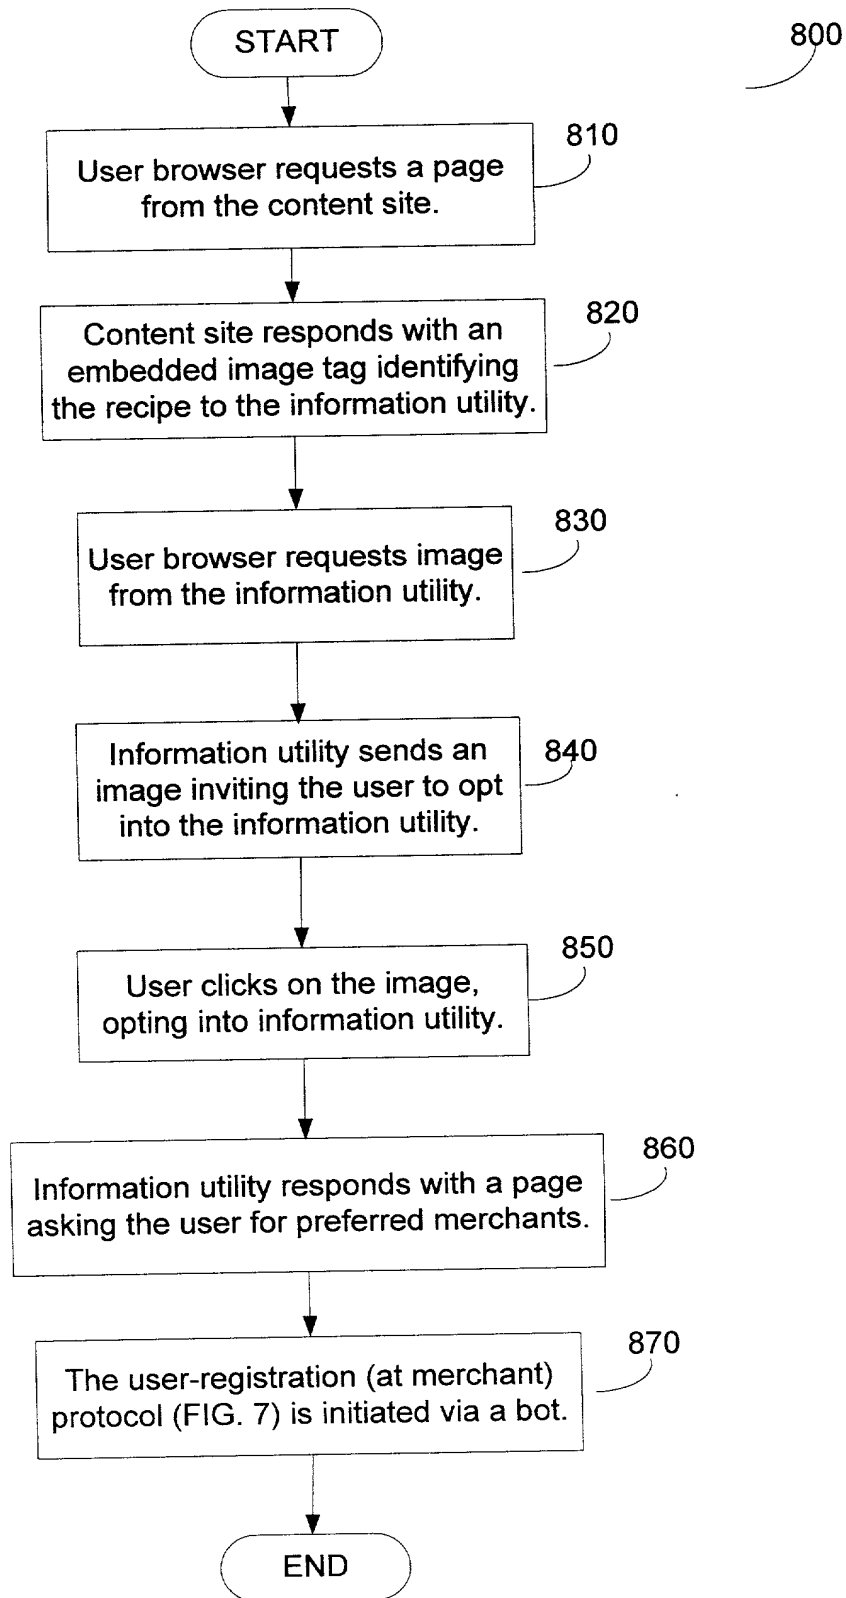 START
800
810
User browser requests a page
from the content site.
820
Content site responds with an
embedded image tag identifying
the recipe to the information utility.
830
User browser requests image
from the information utility.
840
Information utility sends an
image inviting the user to opt
into the information utility.
850
User clicks on the image,
opting into information utility.
860
Information utility responds with a page
asking the user for preferred merchants.
870
The user-registration (at merchant)
protocol (FIG. 7) is initiated via a bot.
END